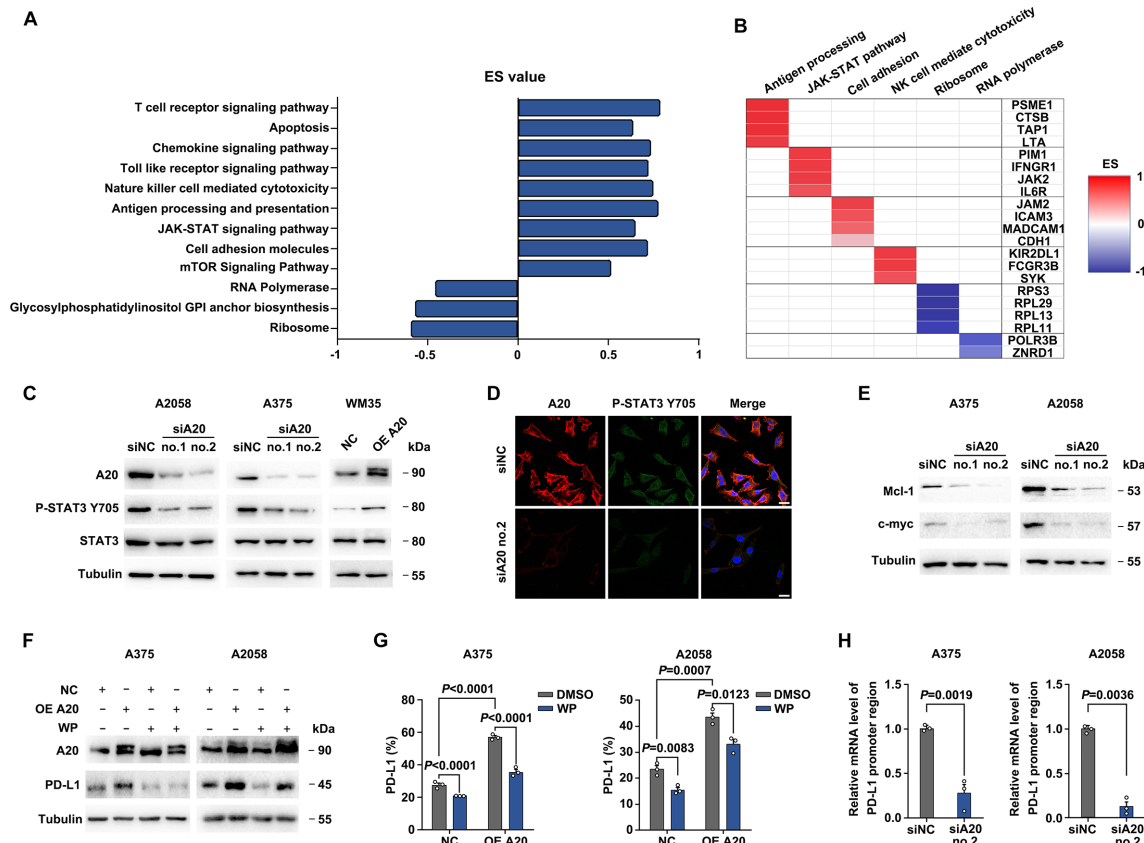 A
ES value
T cell receptor signaling pathway
Apoptosis
Chemokine signaling pathway
Toll like receptor signaling pathway
Nature killer cell mediated cytotoxicity
Antigen processing and presentation
JAK-STAT signaling pathway
Cell adhesion molecules
mTOR Signaling Pathway
RNA Polymerase
Glycosylphosphatidylinositol GPI anchor biosynthesis
Ribosome
-1 -0.5 0 0.5 1
B
Antigen processing
JAK-STAT pathway
Cell adhesion
NK cell mediate cytotoxicity
Ribosome
RNA polymerase
PSME1
CTSB
TAP1
LTA
PIM1
IFNGR1
JAK2
IL6R
JAM2
ICAM3
MADCAM1
CDH1
KIR2DL1
FCGR3B
SYK
RPS3
RPL29
RPL13
RPL11
POLR3B
ZNRD1
ES
1
0
-1
C
A2058 A375 WM35
siA20 siA20
siNC no.1 no.2 siNC no.1 no.2 NC OE A20 kDa
A20 – 90
P-STAT3 Y705 – 80
STAT3 – 80
Tubulin – 55
D
A20 P-STAT3 Y705 Merge
siNC
siA20 no.2
E
A375 A2058
siA20 siA20
siNC no.1 no.2 siNC no.1 no.2 kDa
Mcl-1 – 53
c-myc – 57
Tubulin – 55
F
A375 A2058
NC + – + – + – + –
OE A20 – + – + – + – +
WP – – + + – – + + kDa
A20 – 90
PD-L1 – 45
Tubulin – 55
G
A375
P<0.0001
P<0.0001
P<0.0001
DMSO
WP
PD-L1 (%)
80
60
40
20
0
NC OE A20
A2058
P=0.0007
P=0.0123
P=0.0083
DMSO
WP
PD-L1 (%)
50
40
30
20
10
0
NC OE A20
H
A375
P=0.0019
Relative mRNA level of
PD-L1 promoter region
1.5
1.0
0.5
0.0
siNC siA20
no.2
A2058
P=0.0036
Relative mRNA level of
PD-L1 promoter region
1.5
1.0
0.5
0.0
siNC siA20
no.2